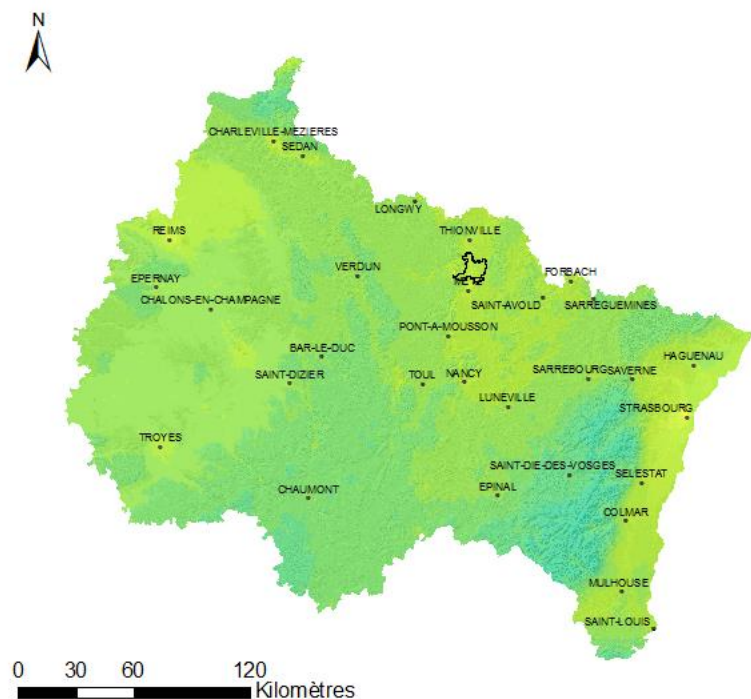 N
CHARLEVILLE-MEZIERES
SEDAN
LONGWY
REIMS
THIONVILLE
VERDUN
FORBACH
EPERNAY
CHALONS-EN-CHAMPAGNE
SAINT-AVOLD
SARREGUEMINES
PONT-A-MOUSSON
BAR-LE-DUC
HAGUENAU
SAINT-DIZIER
TOUL
NANCY
SARREBOURG
SAVERNE
LUNEVILLE
STRASBOURG
TROYES
SAINT-DIE-DES-VOSGES
SELESTAT
CHAUMONT
EPINAL
COLMAR
MULHOUSE
SAINT-LOUIS
0 30 60 120
Kilomètres